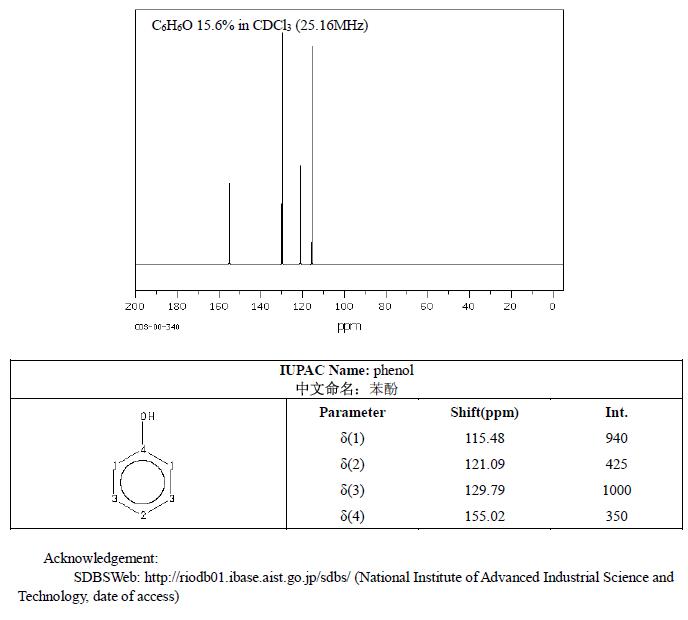 C₆H₆O 15.6% in CDCl₃ (25.16MHz)
200 180 160 140 120 100 80 60 40 20 0
CDS-00-340
ppm
IUPAC Name: phenol
中文命名：苯酚
Parameter Shift(ppm) Int.
δ(1) 115.48 940
δ(2) 121.09 425
δ(3) 129.79 1000
δ(4) 155.02 350
OH
4
1 1
3 3
2
Acknowledgement:
SDBSWeb: http://riodb01.ibase.aist.go.jp/sdbs/ (National Institute of Advanced Industrial Science and
Technology, date of access)